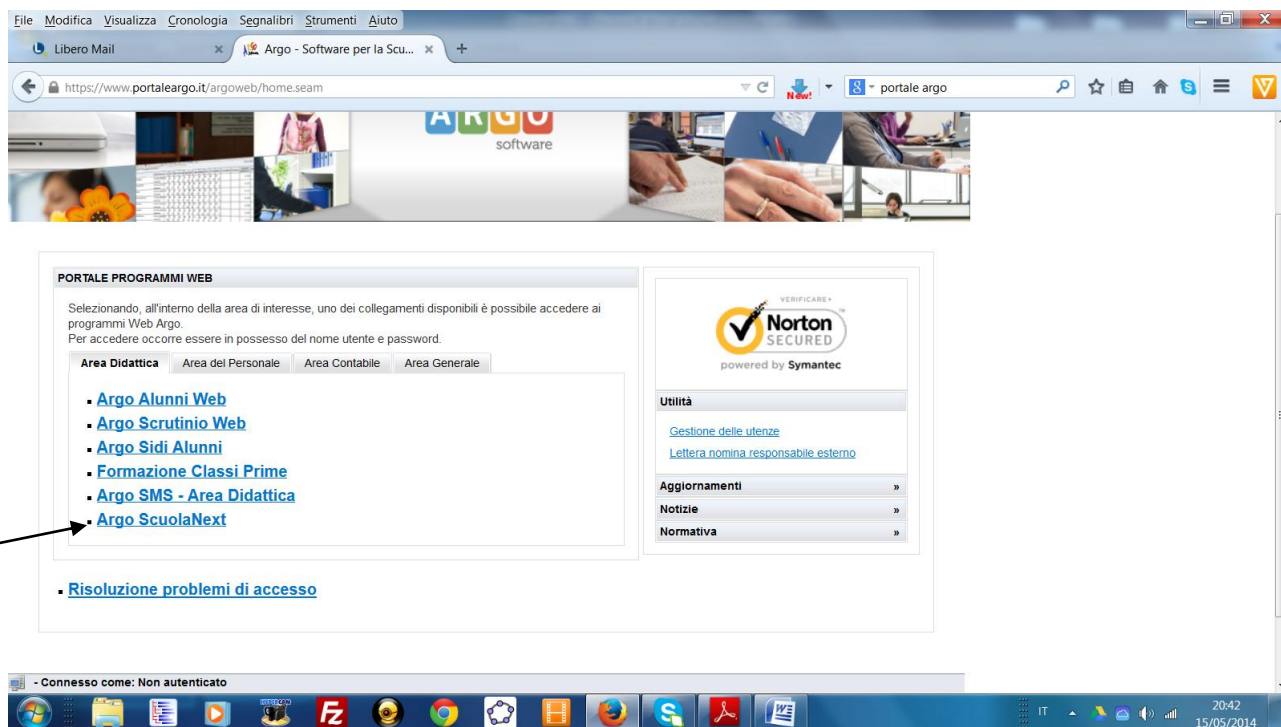 File Modifica Visualizza Cronologia Segnalibri Strumenti Aiuto
Libero Mail
Argo - Software per la Scu...
https://www.portaleargo.it/argoweb/home.seam
New!
portale argo
ARGO
software
PORTALE PROGRAMMI WEB
Selezionando, all'interno della area di interesse, uno dei collegamenti disponibili è possibile accedere ai
programmi Web Argo.
Per accedere occorre essere in possesso del nome utente e password.
Area Didattica Area del Personale Area Contabile Area Generale
Argo Alunni Web
Argo Scrutinio Web
Argo Sidi Alunni
Formazione Classi Prime
Argo SMS - Area Didattica
Argo ScuolaNext
Risoluzione problemi di accesso
VERIFICARE+
Norton
SECURED
powered by Symantec
Utilità
Gestione delle utenze
Lettera nomina responsabile esterno
Aggiornamenti »
Notizie »
Normativa »
- Connesso come: Non autenticato
IT
20:42
15/05/2014